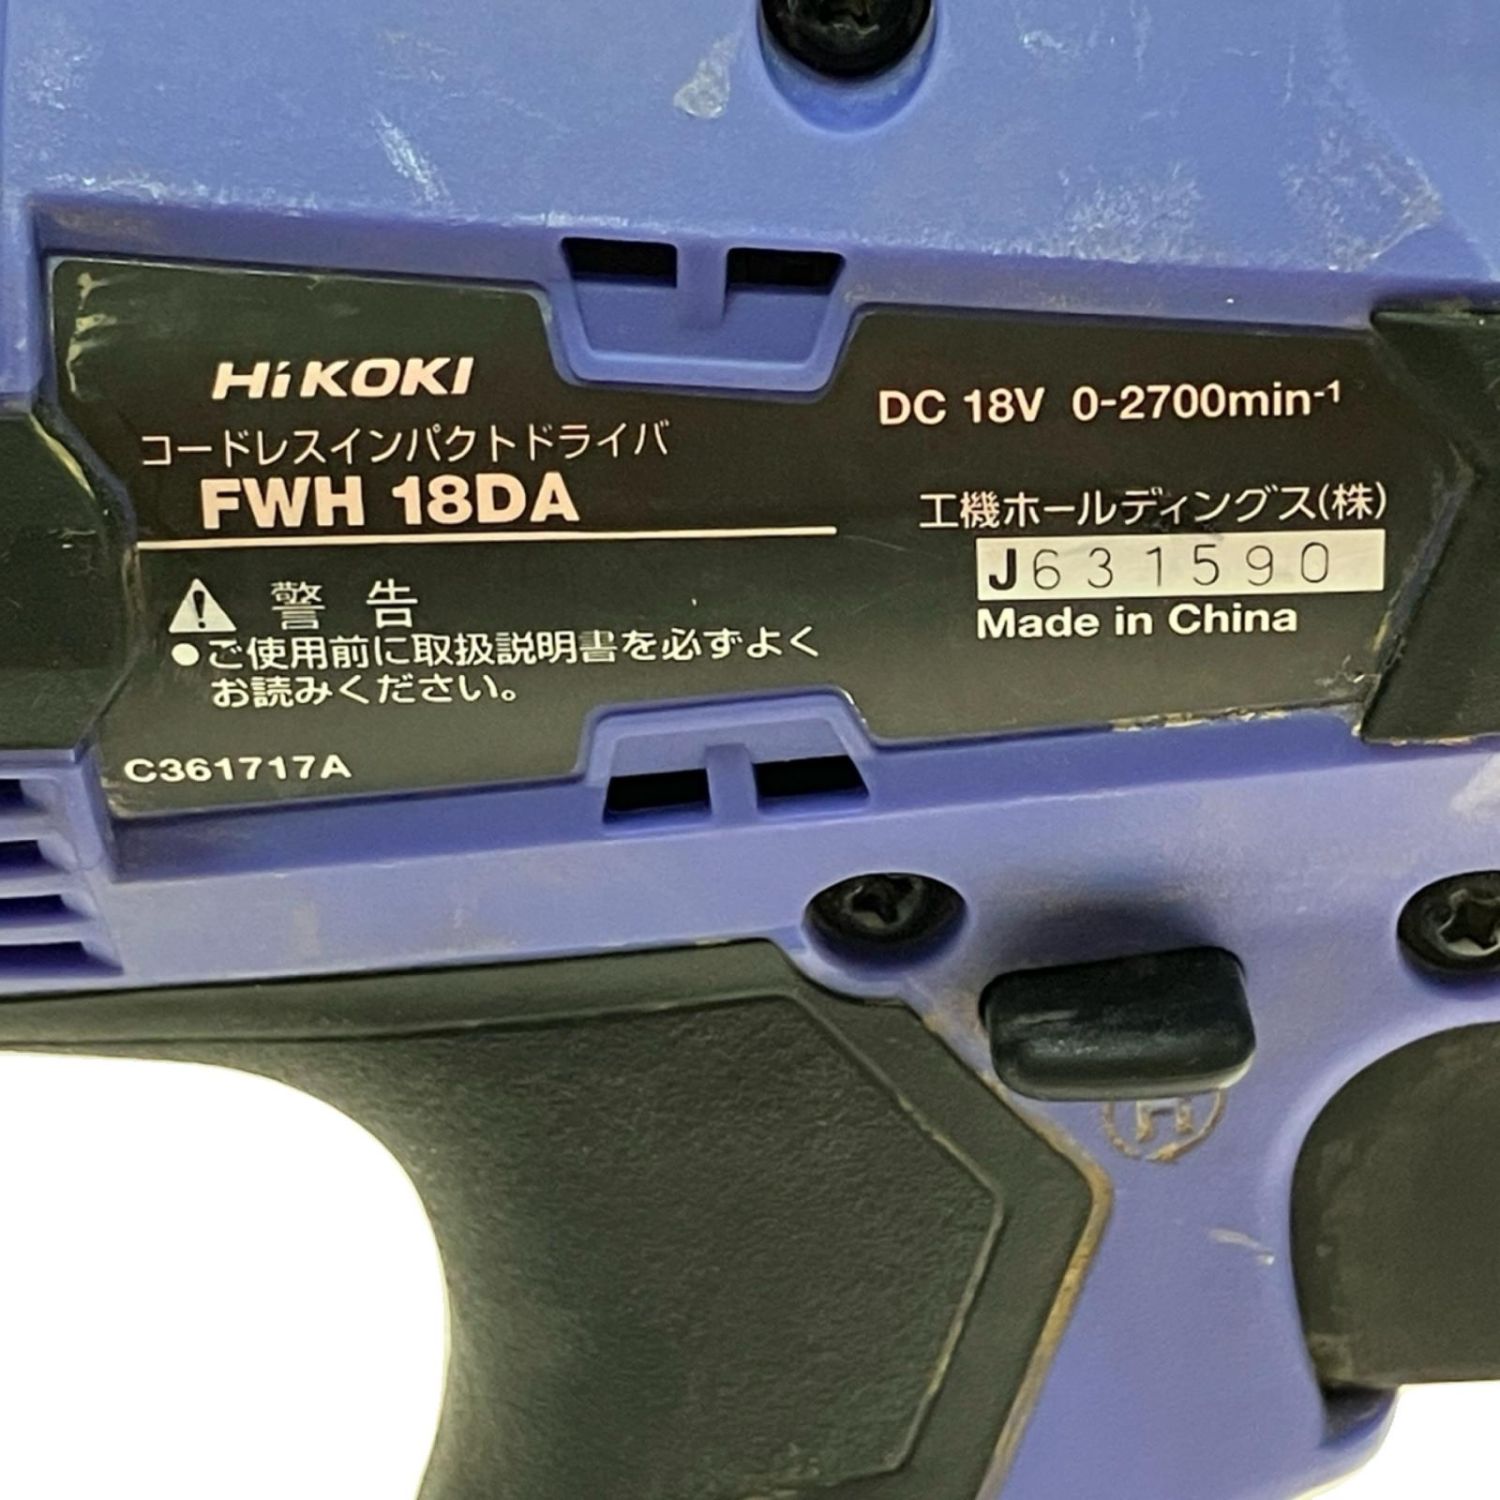 HiKOKI
コードレスインパクトドライバ
FWH 18DA
警 告
●ご使用前に取扱説明書を必ずよく
お読みください。
C361717A
DC 18V 0-2700min⁻¹
工機ホールディングス(株)
J631590
Made in China
H